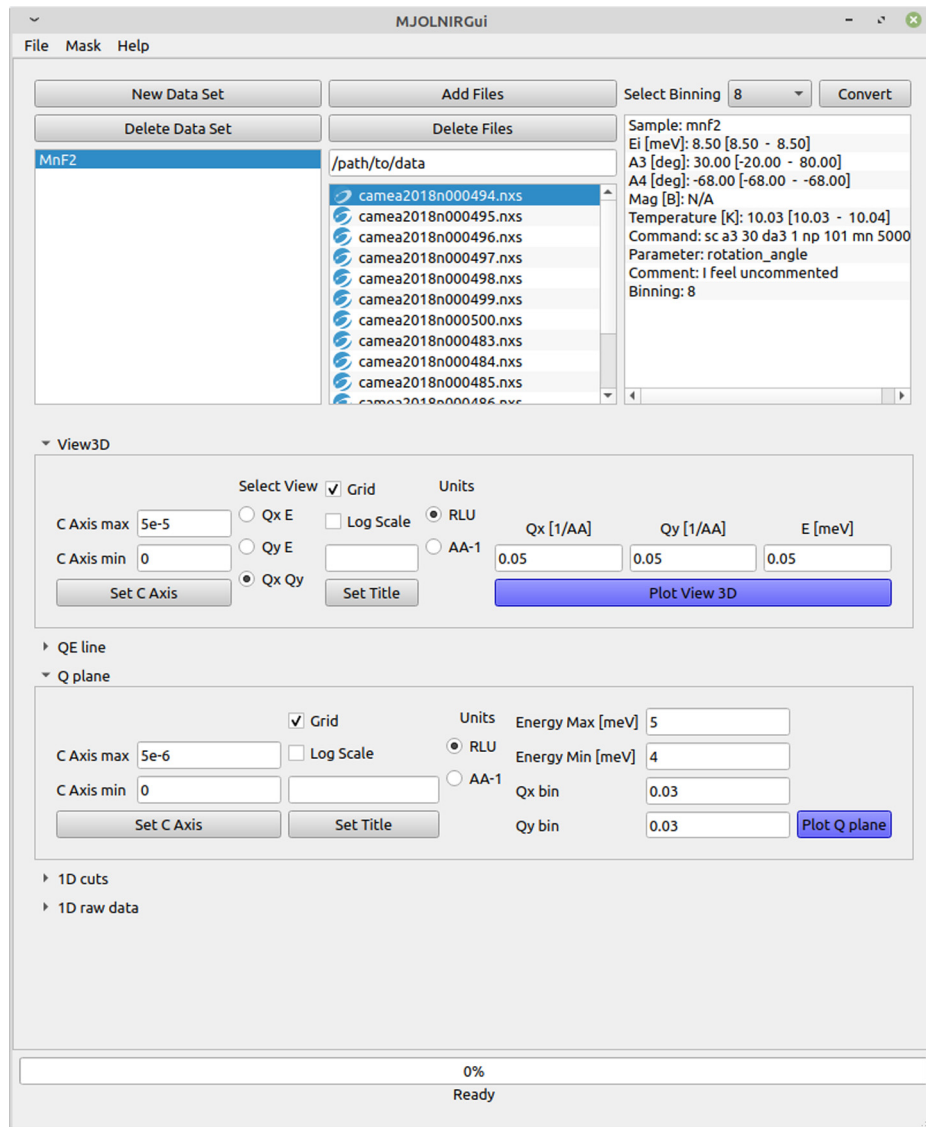 MJOLNIRGui
File Mask Help
New Data Set
Add Files
Select Binning 8 Convert
Delete Data Set
Delete Files
MnF2
/path/to/data
camea2018n000494.nxs
camea2018n000495.nxs
camea2018n000496.nxs
camea2018n000497.nxs
camea2018n000498.nxs
camea2018n000499.nxs
camea2018n000500.nxs
camea2018n000483.nxs
camea2018n000484.nxs
camea2018n000485.nxs
camea2018n000486.nxs
Sample: mnf2
Ei [meV]: 8.50 [8.50 - 8.50]
A3 [deg]: 30.00 [-20.00 - 80.00]
A4 [deg]: -68.00 [-68.00 - -68.00]
Mag [B]: N/A
Temperature [K]: 10.03 [10.03 - 10.04]
Command: sc a3 30 da3 1 np 101 mn 5000
Parameter: rotation_angle
Comment: I feel uncommented
Binning: 8
View3D
Select View Grid Units
C Axis max 5e-5 Qx E Log Scale RLU Qx [1/AA] Qy [1/AA] E [meV]
C Axis min 0 Qy E AA-1 0.05 0.05 0.05
Set C Axis Qx Qy Set Title Plot View 3D
QE line
Q plane
Grid Units Energy Max [meV] 5
C Axis max 5e-6 Log Scale RLU Energy Min [meV] 4
C Axis min 0 AA-1 Qx bin 0.03
Set C Axis Set Title Qy bin 0.03 Plot Q plane
1D cuts
1D raw data
0%
Ready